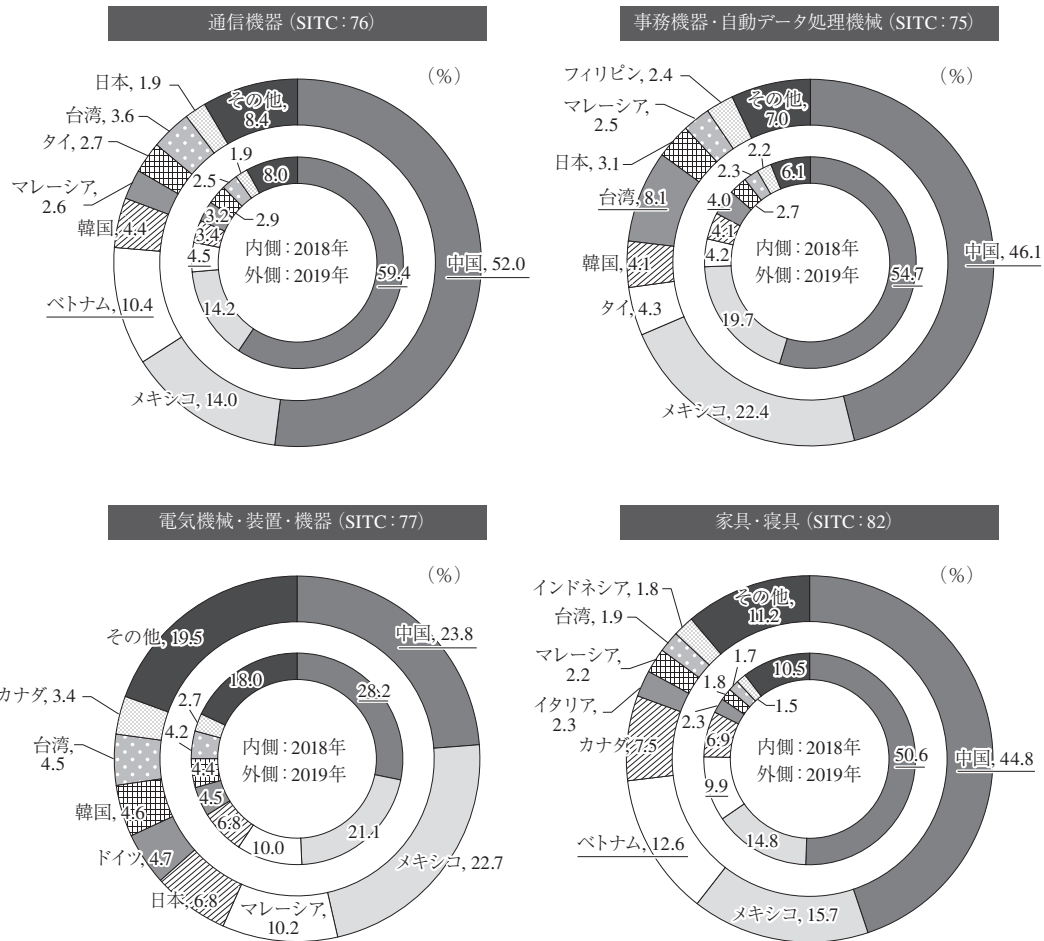 通信機器（SITC：76）
（%）
日本, 1.9
台湾, 3.6
タイ, 2.7
マレーシア,
2.6
韓国, 4.4
ベトナム, 10.4
メキシコ, 14.0
中国, 52.0
その他,
8.4
8.0
1.9
2.5
2.9
3.2
3.4
4.5
14.2
59.4
内側：2018年
外側：2019年
事務機器・自動データ処理機械（SITC：75）
（%）
フィリピン, 2.4
マレーシア,
2.5
日本, 3.1
台湾, 8.1
韓国, 4.1
タイ, 4.3
メキシコ, 22.4
中国, 46.1
その他,
7.0
6.1
2.2
2.3
2.7
4.0
4.1
4.2
19.7
54.7
内側：2018年
外側：2019年
電気機械・装置・機器（SITC：77）
（%）
その他, 19.5
カナダ, 3.4
台湾,
4.5
韓国, 4.6
ドイツ, 4.7
日本, 6.8
マレーシア,
10.2
メキシコ, 22.7
中国, 23.8
18.0
2.7
4.2
4.4
4.5
6.8
10.0
21.1
28.2
内側：2018年
外側：2019年
家具・寝具（SITC：82）
（%）
インドネシア, 1.8
台湾, 1.9
マレーシア,
2.2
イタリア,
2.3
カナダ, 7.5
ベトナム, 12.6
メキシコ, 15.7
中国, 44.8
その他,
11.2
10.5
1.7
1.8
1.5
2.3
6.9
9.9
14.8
50.6
内側：2018年
外側：2019年